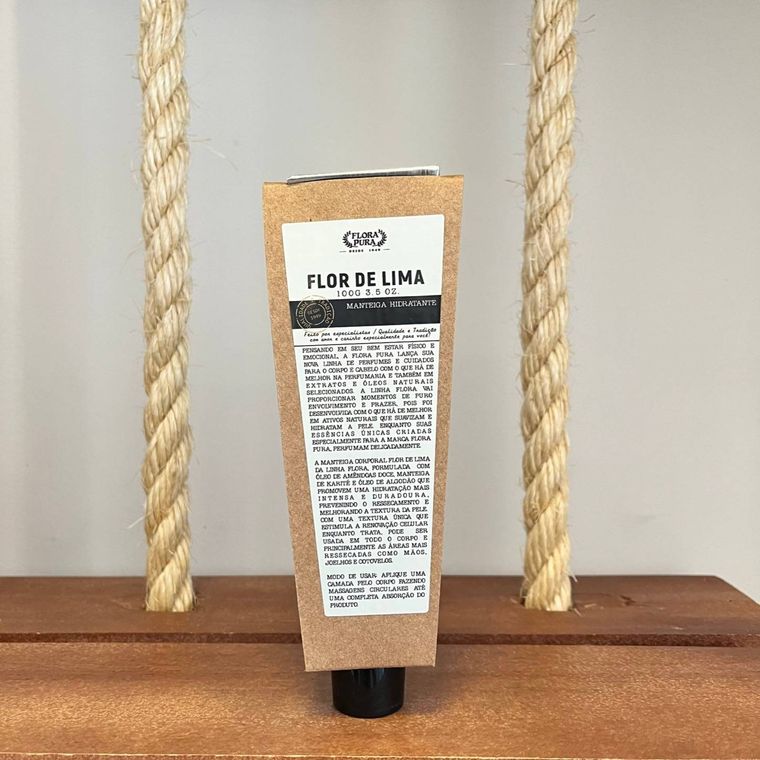 FLORA
PURA
DESDE 1949
FLOR DE LIMA
100G 3.5 OZ.
MANTEIGA HIDRATANTE
DESDE
1949
Feito por especialistas / Qualidade e Tradição
com amor e carinho especialmente para você!
PENSANDO EM SEU BEM ESTAR FÍSICO E
EMOCIONAL, A FLORA PURA LANÇA SUA
NOVA LINHA DE PERFUMES E CUIDADOS
PARA O CORPO E CABELO COM O QUE HÁ DE
MELHOR NA PERFUMARIA E TAMBÉM EM
EXTRATOS E ÓLEOS NATURAIS
SELECIONADOS. A LINHA FLORA VAI
PROPORCIONAR MOMENTOS DE PURO
ENVOLVIMENTO E PRAZER, POIS FOI
DESENVOLVIDA COM O QUE HÁ DE MELHOR
EM ATIVOS NATURAIS QUE SUAVIZAM E
HIDRATAM A PELE. ENQUANTO SUAS
ESSÊNCIAS ÚNICAS CRIADAS
ESPECIALMENTE PARA A MARCA FLORA
PURA, PERFUMAM DELICADAMENTE.
A MANTEIGA CORPORAL FLOR DE LIMA
DA LINHA FLORA, FORMULADA COM
ÓLEO DE AMÊNDOAS DOCE, MANTEIGA
DE KARITÉ E ÓLEO DE ALGODÃO QUE
PROMOVEM UMA HIDRATAÇÃO MAIS
INTENSA E DURADOURA,
PREVENINDO O RESSECAMENTO E
MELHORANDO A TEXTURA DA PELE.
COM UMA TEXTURA ÚNICA QUE
ESTIMULA A RENOVAÇÃO CELULAR
ENQUANTO TRATA, PODE SER
USADA EM TODO O CORPO E
PRINCIPALMENTE AS ÁREAS MAIS
RESSECADAS COMO MÃOS,
JOELHOS E COTOVELOS.
MODO DE USAR: APLIQUE UMA
CAMADA PELO CORPO FAZENDO
MASSAGENS CIRCULARES ATÉ
UMA COMPLETA ABSORÇÃO DO
PRODUTO.